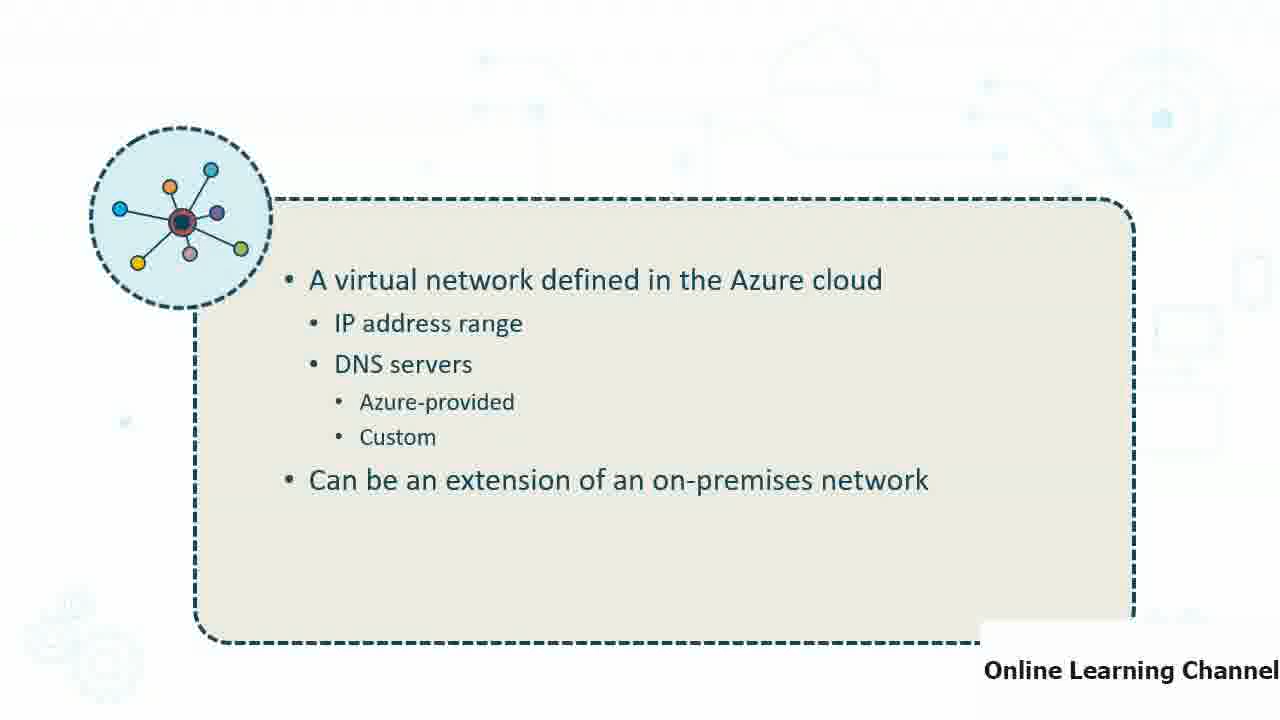 • A virtual network defined in the Azure cloud
• IP address range
• DNS servers
• Azure-provided
• Custom
• Can be an extension of an on-premises network
Online Learning Channel